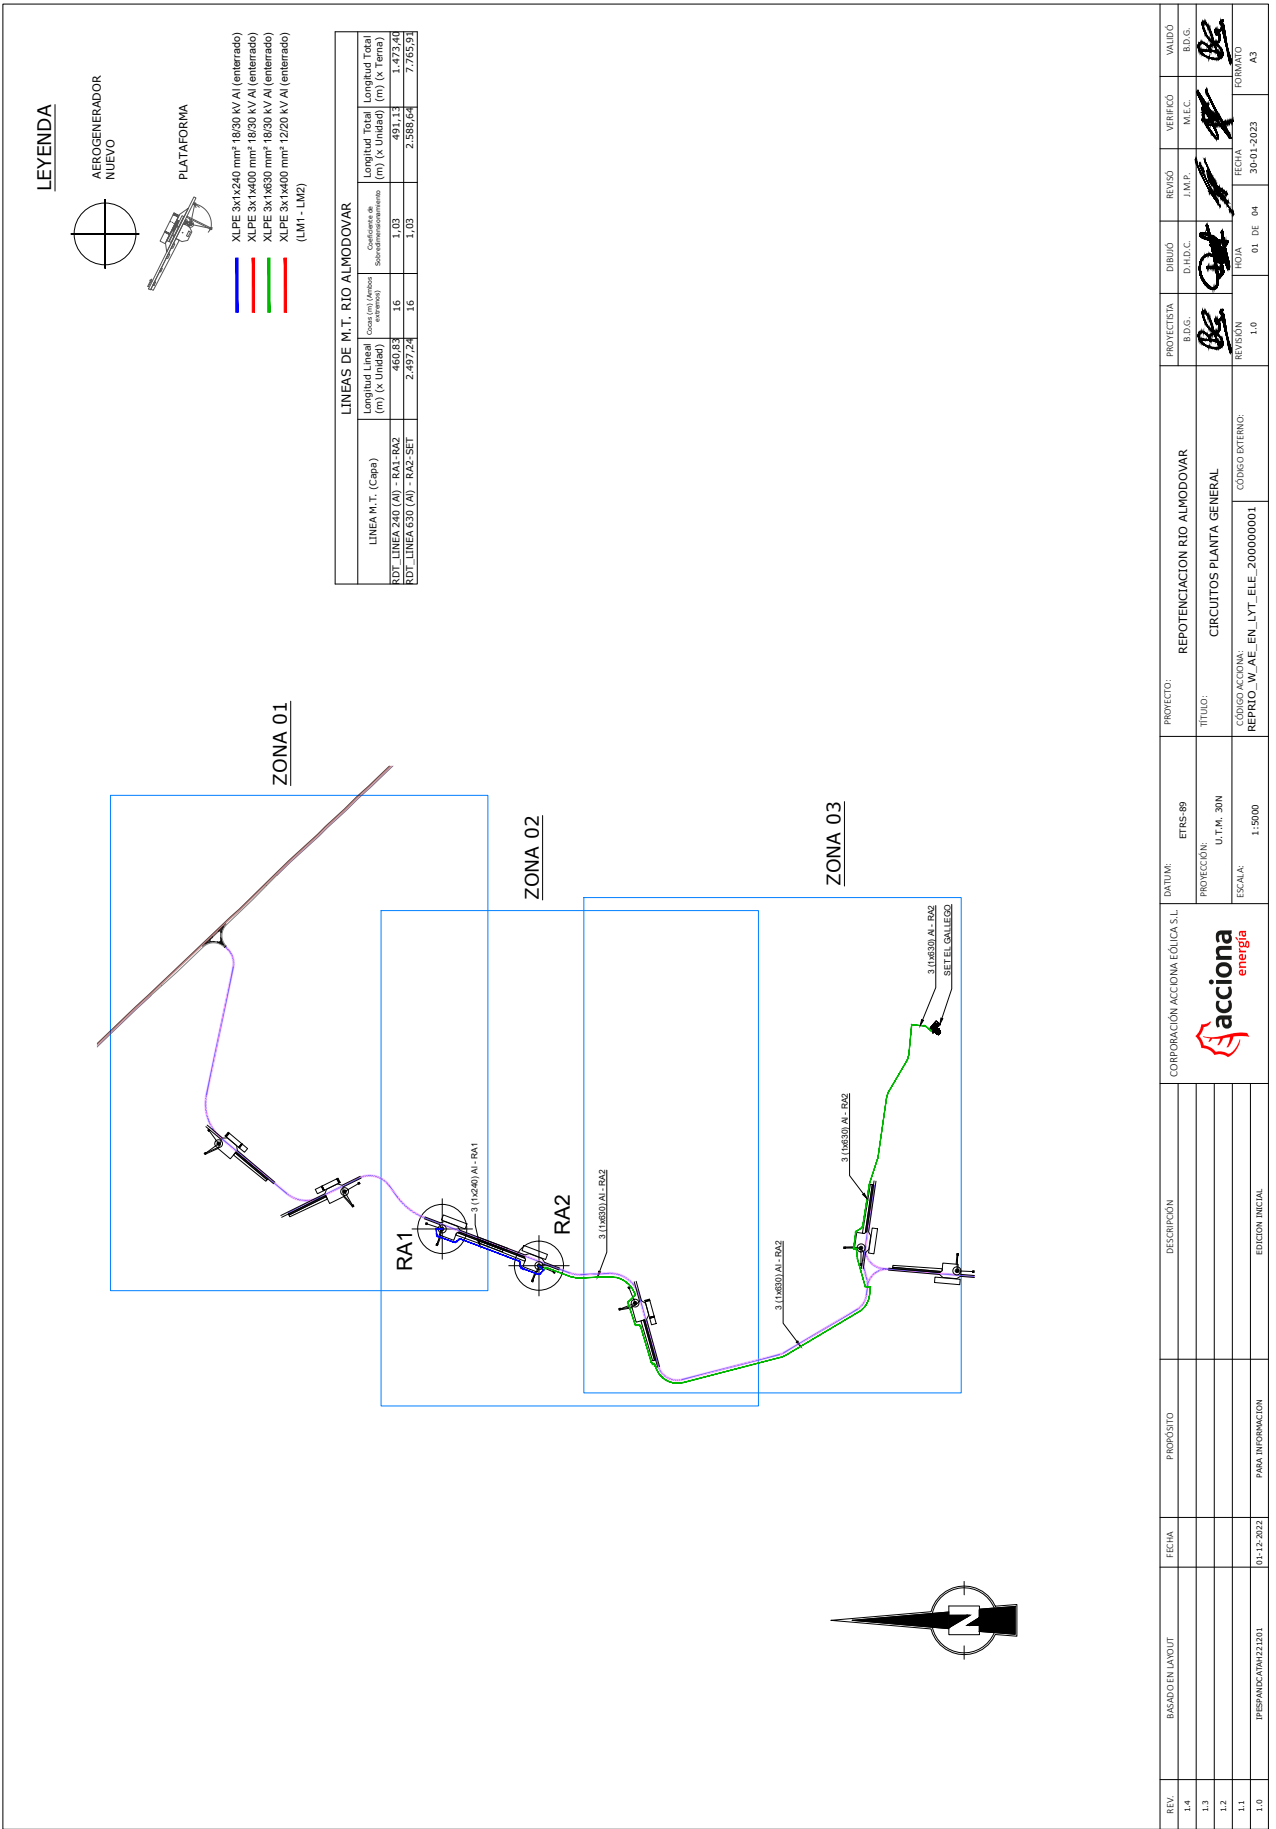 LEYENDA
AEROGENERADOR
NUEVO
PLATAFORMA
XLPE 3x1x240 mm² 18/30 kV Al (enterrado)
XLPE 3x1x400 mm² 18/30 kV Al (enterrado)
XLPE 3x1x630 mm² 18/30 kV Al (enterrado)
XLPE 3x1x400 mm² 12/20 kV Al (enterrado)
(LM1 - LM2)
LINEAS DE M.T. RIO ALMODOVAR
LINEA M.T. (Capa)
Longitud Lineal
(m) (x Unidad)
Cocas (m) (Ambos
extremos)
Coeficiente de
Sobredimensionamiento
Longitud Total
(m) (x Unidad)
Longitud Total
(m) (x Terna)
RDT_LINEA 240 (Al) - RA1-RA2 460,83 16 1,03 491,13 1.473,40
RDT_LINEA 630 (Al) - RA2-SET 2.497,24 16 1,03 2.588,64 7.765,91
ZONA 01
ZONA 02
ZONA 03
RA1
3 (1x240) Al - RA1
RA2
3 (1x630) Al - RA2
3 (1x630) Al - RA2
3 (1x630) Al - RA2
3 (1x630) Al - RA2
SET EL GALLEGO
N
REV. BASADO EN LAYOUT FECHA PROPÓSITO DESCRIPCIÓN
1.4
1.3
1.2
1.1
1.0 IPESPANDCATAH221201 01-12-2022 PARA INFORMACION EDICION INICIAL
CORPORACIÓN ACCIONA EÓLICA S.L.
acciona
energía
DATUM:
ETRS-89
PROYECCIÓN:
U.T.M. 30N
ESCALA:
1:5000
PROYECTO:
REPOTENCIACION RIO ALMODOVAR
TÍTULO:
CIRCUITOS PLANTA GENERAL
CÓDIGO ACCIONA:
REPRIO_W_AE_EN_LYT_ELE_200000001
CÓDIGO EXTERNO:
PROYECTISTA DIBUJÓ REVISÓ VERIFICÓ VALIDÓ
B.D.G. D.H.D.C. J.M.P. M.E.C. B.D.G.
REVISIÓN HOJA FECHA FORMATO
1.0 01 DE 04 30-01-2023 A3